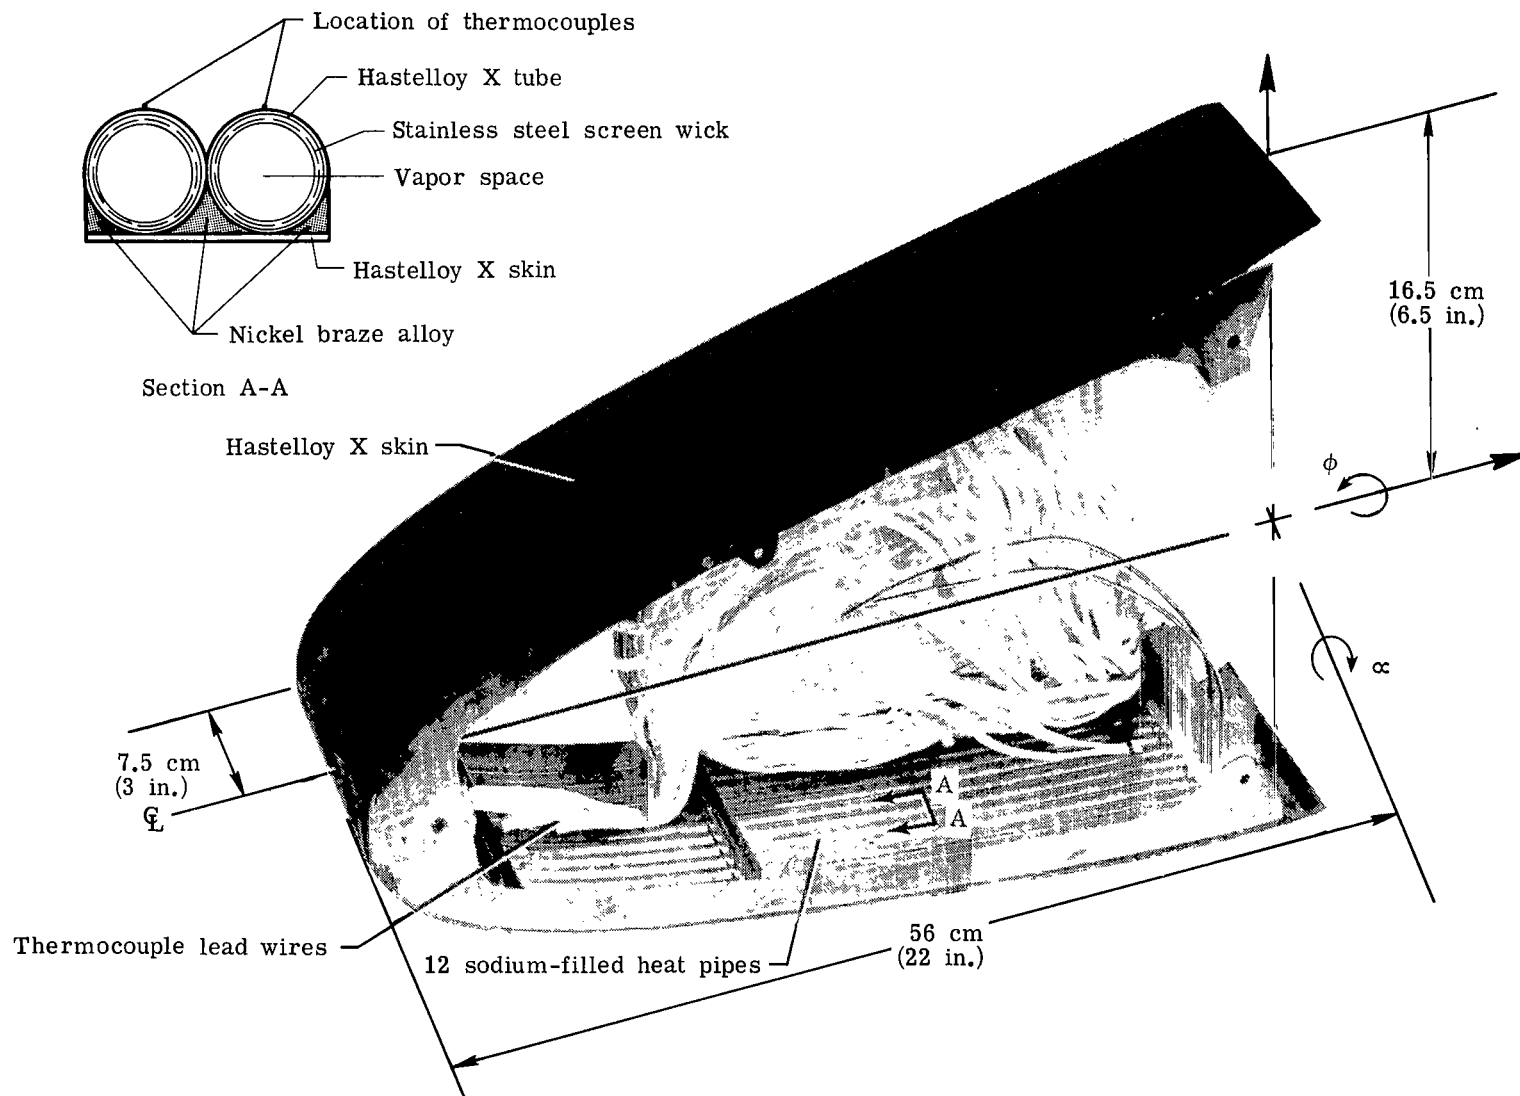 Location of thermocouples
Hastelloy X tube
Stainless steel screen wick
Vapor space
Hastelloy X skin
Nickel braze alloy
Section A-A
Hastelloy X skin
16.5 cm
(6.5 in.)
ϕ
∝
7.5 cm
(3 in.)
℄
A
A
Thermocouple lead wires
12 sodium-filled heat pipes
56 cm
(22 in.)